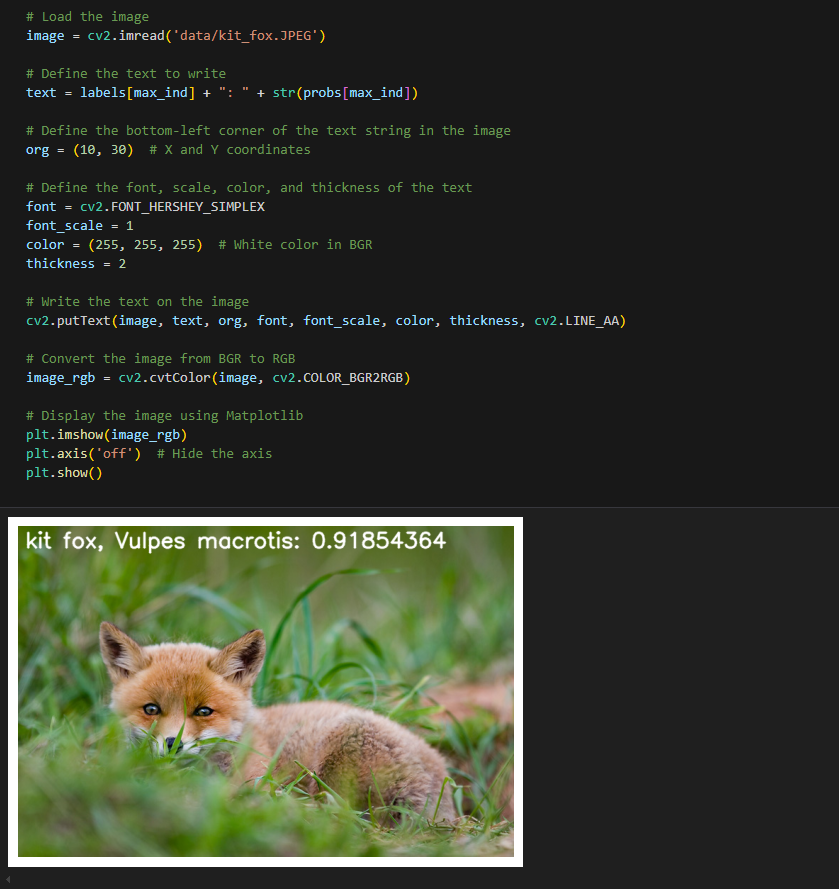 # Load the image
image = cv2.imread('data/kit_fox.JPEG')
# Define the text to write
text = labels[max_ind] + ": " + str(probs[max_ind])
# Define the bottom-left corner of the text string in the image
org = (10, 30)  # X and Y coordinates
# Define the font, scale, color, and thickness of the text
font = cv2.FONT_HERSHEY_SIMPLEX
font_scale = 1
color = (255, 255, 255)  # White color in BGR
thickness = 2
# Write the text on the image
cv2.putText(image, text, org, font, font_scale, color, thickness, cv2.LINE_AA)
# Convert the image from BGR to RGB
image_rgb = cv2.cvtColor(image, cv2.COLOR_BGR2RGB)
# Display the image using Matplotlib
plt.imshow(image_rgb)
plt.axis('off')  # Hide the axis
plt.show()
kit fox, Vulpes macrotis: 0.91854364